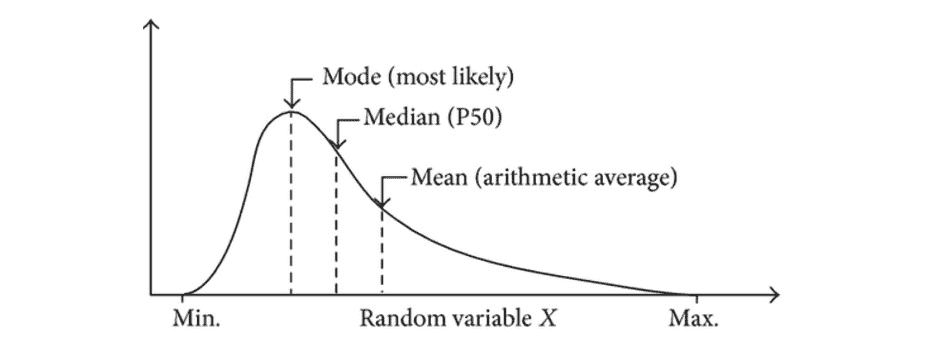 Mode (most likely)
Median (P50)
Mean (arithmetic average)
Min.
Random variable X
Max.